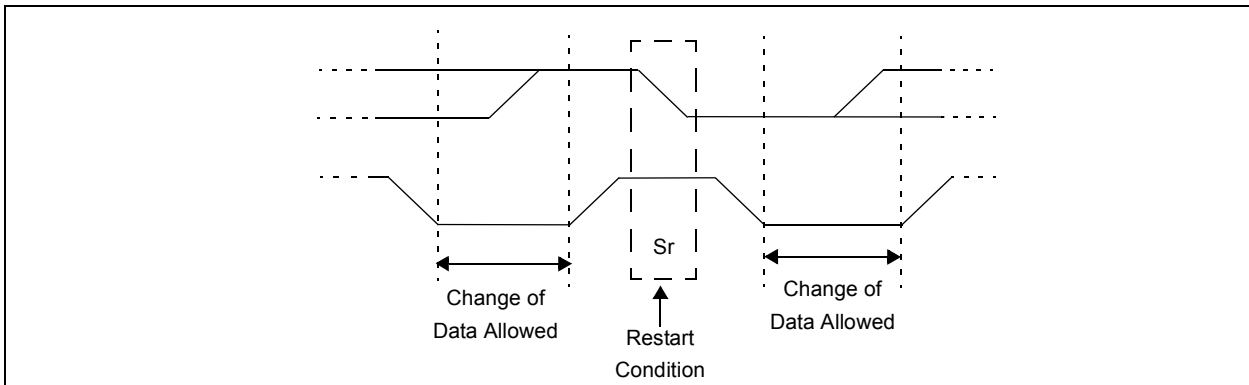 Sr
Change of
Data Allowed
Restart
Condition
Change of
Data Allowed